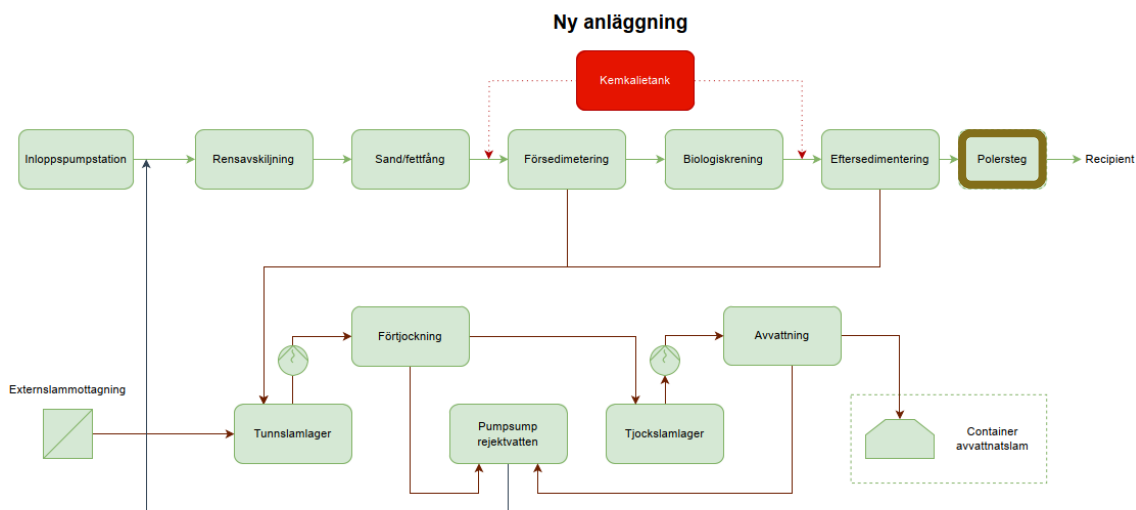 Ny anläggning
Kemkalietank
Inloppspumpstation
Rensavskiljning
Sand/fettfång
Försedimetering
Biologiskrening
Eftersedimentering
Polersteg
Recipient
Förtjockning
Avvattning
Externslammottagning
Tunnslamlager
Pumpsump
rejektvatten
Tjockslamlager
Container
avvattnatslam